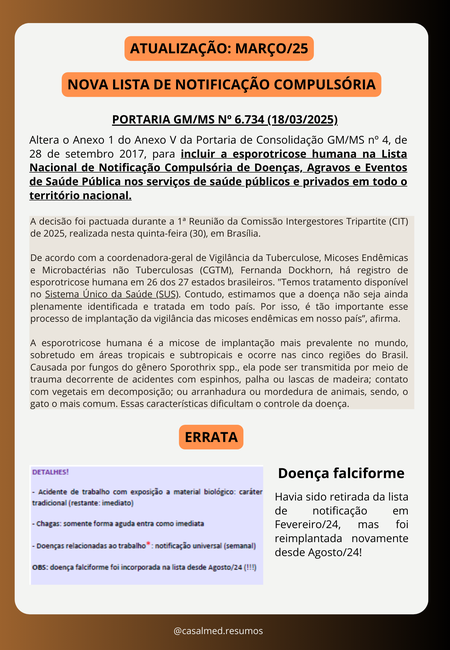 ATUALIZAÇÃO: MARÇO/25
NOVA LISTA DE NOTIFICAÇÃO COMPULSÓRIA
PORTARIA GM/MS Nº 6.734 (18/03/2025)
Altera o Anexo 1 do Anexo V da Portaria de Consolidação GM/MS nº 4, de
28 de setembro 2017, para incluir a esporotricose humana na Lista
Nacional de Notificação Compulsória de Doenças, Agravos e Eventos
de Saúde Pública nos serviços de saúde públicos e privados em todo o
território nacional.
A decisão foi pactuada durante a 1ª Reunião da Comissão Intergestores Tripartite (CIT)
de 2025, realizada nesta quinta-feira (30), em Brasília.
De acordo com a coordenadora-geral de Vigilância da Tuberculose, Micoses Endêmicas
e Microbactérias não Tuberculosas (CGTM), Fernanda Dockhorn, há registro de
esporotricose humana em 26 dos 27 estados brasileiros. "Temos tratamento disponível
no Sistema Único da Saúde (SUS). Contudo, estimamos que a doença não seja ainda
plenamente identificada e tratada em todo país. Por isso, é tão importante esse
processo de implantação da vigilância das micoses endêmicas em nosso país", afirma.
A esporotricose humana é a micose de implantação mais prevalente no mundo,
sobretudo em áreas tropicais e subtropicais e ocorre nas cinco regiões do Brasil.
Causada por fungos do gênero Sporothrix spp., ela pode ser transmitida por meio de
trauma decorrente de acidentes com espinhos, palha ou lascas de madeira; contato
com vegetais em decomposição; ou arranhadura ou mordedura de animais, sendo, o
gato o mais comum. Essas características dificultam o controle da doença.
ERRATA
DETALHES!
- Acidente de trabalho com exposição a material biológico: caráter
tradicional (restante: imediato)
- Chagas: somente forma aguda entra como imediata
- Doenças relacionadas ao trabalho*: notificação universal (semanal)
OBS: doença falciforme foi incorporada na lista desde Agosto/24 (!!!)
Doença falciforme
Havia sido retirada da lista
de notificação em
Fevereiro/24, mas foi
reimplantada novamente
desde Agosto/24!
@casalmed.resumos